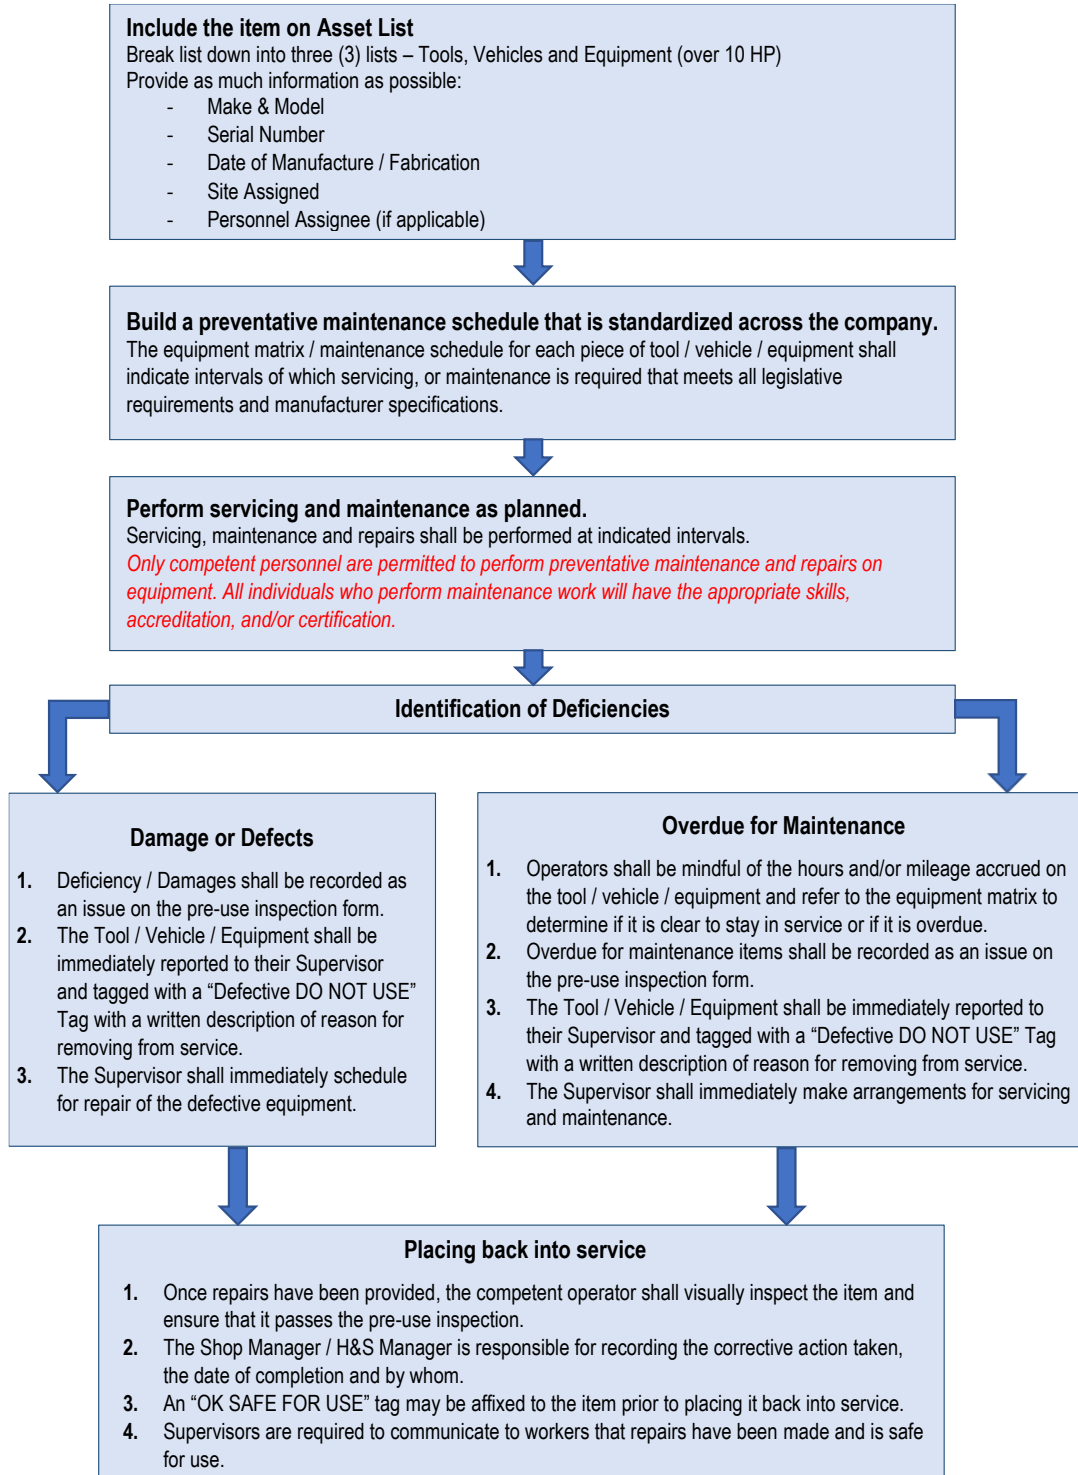 Include the item on Asset List
Break list down into three (3) lists – Tools, Vehicles and Equipment (over 10 HP)
Provide as much information as possible:
- Make & Model
- Serial Number
- Date of Manufacture / Fabrication
- Site Assigned
- Personnel Assignee (if applicable)
Build a preventative maintenance schedule that is standardized across the company.
The equipment matrix / maintenance schedule for each piece of tool / vehicle / equipment shall
indicate intervals of which servicing, or maintenance is required that meets all legislative
requirements and manufacturer specifications.
Perform servicing and maintenance as planned.
Servicing, maintenance and repairs shall be performed at indicated intervals.
Only competent personnel are permitted to perform preventative maintenance and repairs on
equipment. All individuals who perform maintenance work will have the appropriate skills,
accreditation, and/or certification.
Identification of Deficiencies
Damage or Defects
1. Deficiency / Damages shall be recorded as
an issue on the pre-use inspection form.
2. The Tool / Vehicle / Equipment shall be
immediately reported to their Supervisor
and tagged with a “Defective DO NOT USE”
Tag with a written description of reason for
removing from service.
3. The Supervisor shall immediately schedule
for repair of the defective equipment.
Overdue for Maintenance
1. Operators shall be mindful of the hours and/or mileage accrued on
the tool / vehicle / equipment and refer to the equipment matrix to
determine if it is clear to stay in service or if it is overdue.
2. Overdue for maintenance items shall be recorded as an issue on
the pre-use inspection form.
3. The Tool / Vehicle / Equipment shall be immediately reported to
their Supervisor and tagged with a “Defective DO NOT USE” Tag
with a written description of reason for removing from service.
4. The Supervisor shall immediately make arrangements for servicing
and maintenance.
Placing back into service
1. Once repairs have been provided, the competent operator shall visually inspect the item and
ensure that it passes the pre-use inspection.
2. The Shop Manager / H&S Manager is responsible for recording the corrective action taken,
the date of completion and by whom.
3. An “OK SAFE FOR USE” tag may be affixed to the item prior to placing it back into service.
4. Supervisors are required to communicate to workers that repairs have been made and is safe
for use.